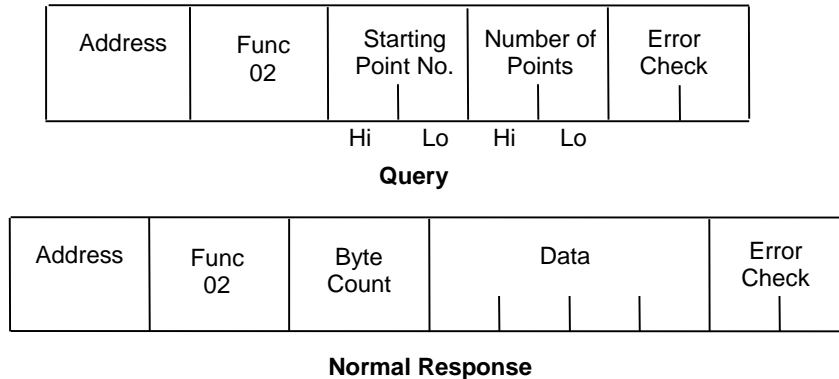 Address
Func
02
Starting
Point No.
Number of
Points
Error
Check
Hi Lo Hi Lo
Query
Address
Func
02
Byte
Count
Data
Error
Check
Normal Response